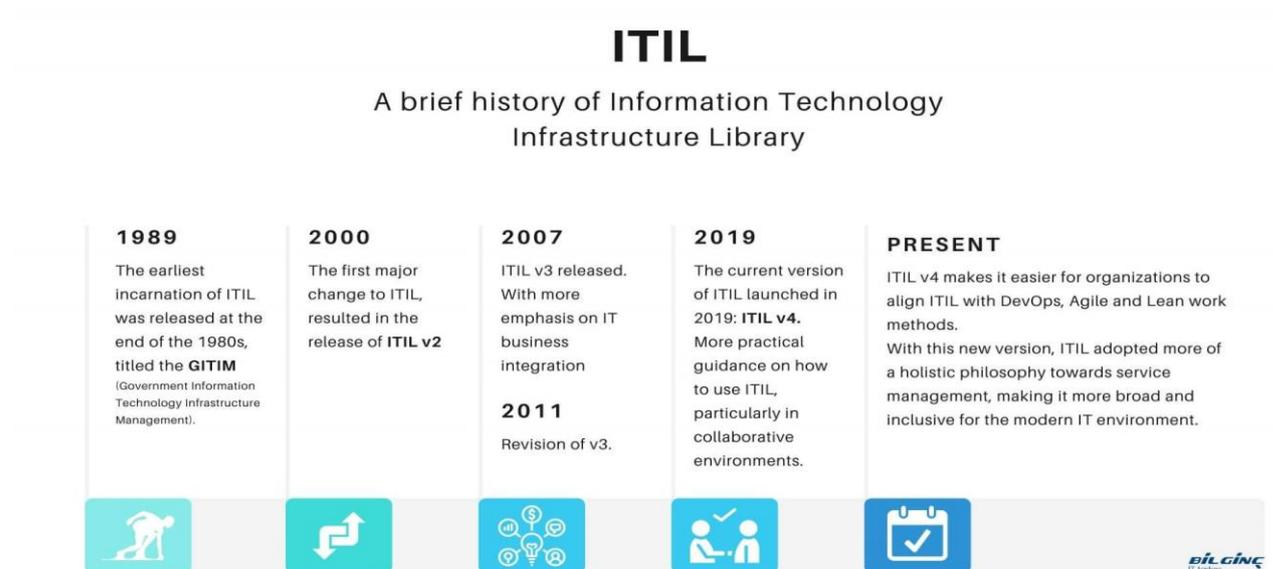 ITIL
A brief history of Information Technology
Infrastructure Library
1989
The earliest
incarnation of ITIL
was released at the
end of the 1980s,
titled the GITIM
(Government Information
Technology Infrastructure
Management).
2000
The first major
change to ITIL,
resulted in the
release of ITIL v2
2007
ITIL v3 released.
With more
emphasis on IT
business
integration
2011
Revision of v3.
2019
The current version
of ITIL launched in
2019: ITIL v4.
More practical
guidance on how
to use ITIL,
particularly in
collaborative
environments.
PRESENT
ITIL v4 makes it easier for organizations to
align ITIL with DevOps, Agile and Lean work
methods.
With this new version, ITIL adopted more of
a holistic philosophy towards service
management, making it more broad and
inclusive for the modern IT environment.
$
BİLGİNÇ